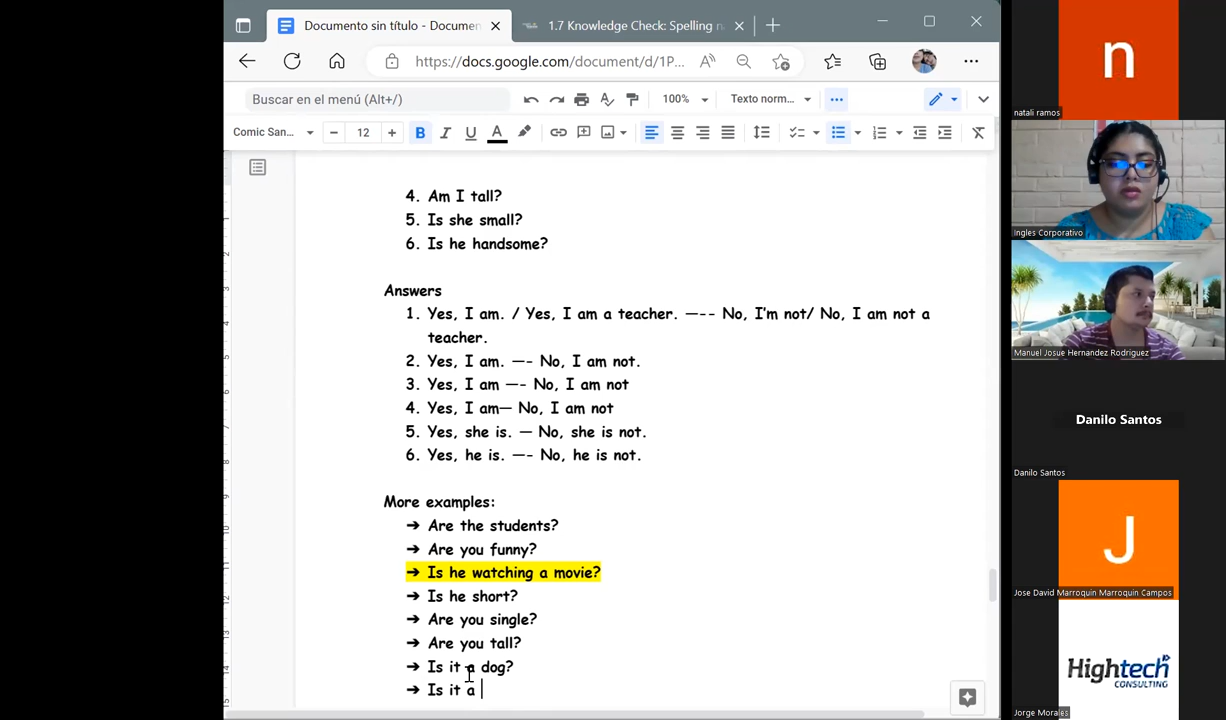 Documento sin título - Documen
1.7 Knowledge Check: Spelling n
https://docs.google.com/document/d/1P...
Buscar en el menú (Alt+/)
100%
Texto norm...
Comic San...
12
4. Am I tall?
5. Is she small?
6. Is he handsome?
Answers
1. Yes, I am. / Yes, I am a teacher. —-- No, I'm not/ No, I am not a
teacher.
2. Yes, I am. —- No, I am not.
3. Yes, I am —- No, I am not
4. Yes, I am— No, I am not
5. Yes, she is. — No, she is not.
6. Yes, he is. —- No, he is not.
More examples:
➔ Are the students?
➔ Are you funny?
➔ Is he watching a movie?
➔ Is he short?
➔ Are you single?
➔ Are you tall?
➔ Is it a dog?
➔ Is it a
n
natali ramos
Ingles Corporativo
Manuel Josue Hernandez Rodriguez
Danilo Santos
Danilo Santos
J
Jose David Marroquin Marroquin Campos
Hightech
CONSULTING
Jorge Morales